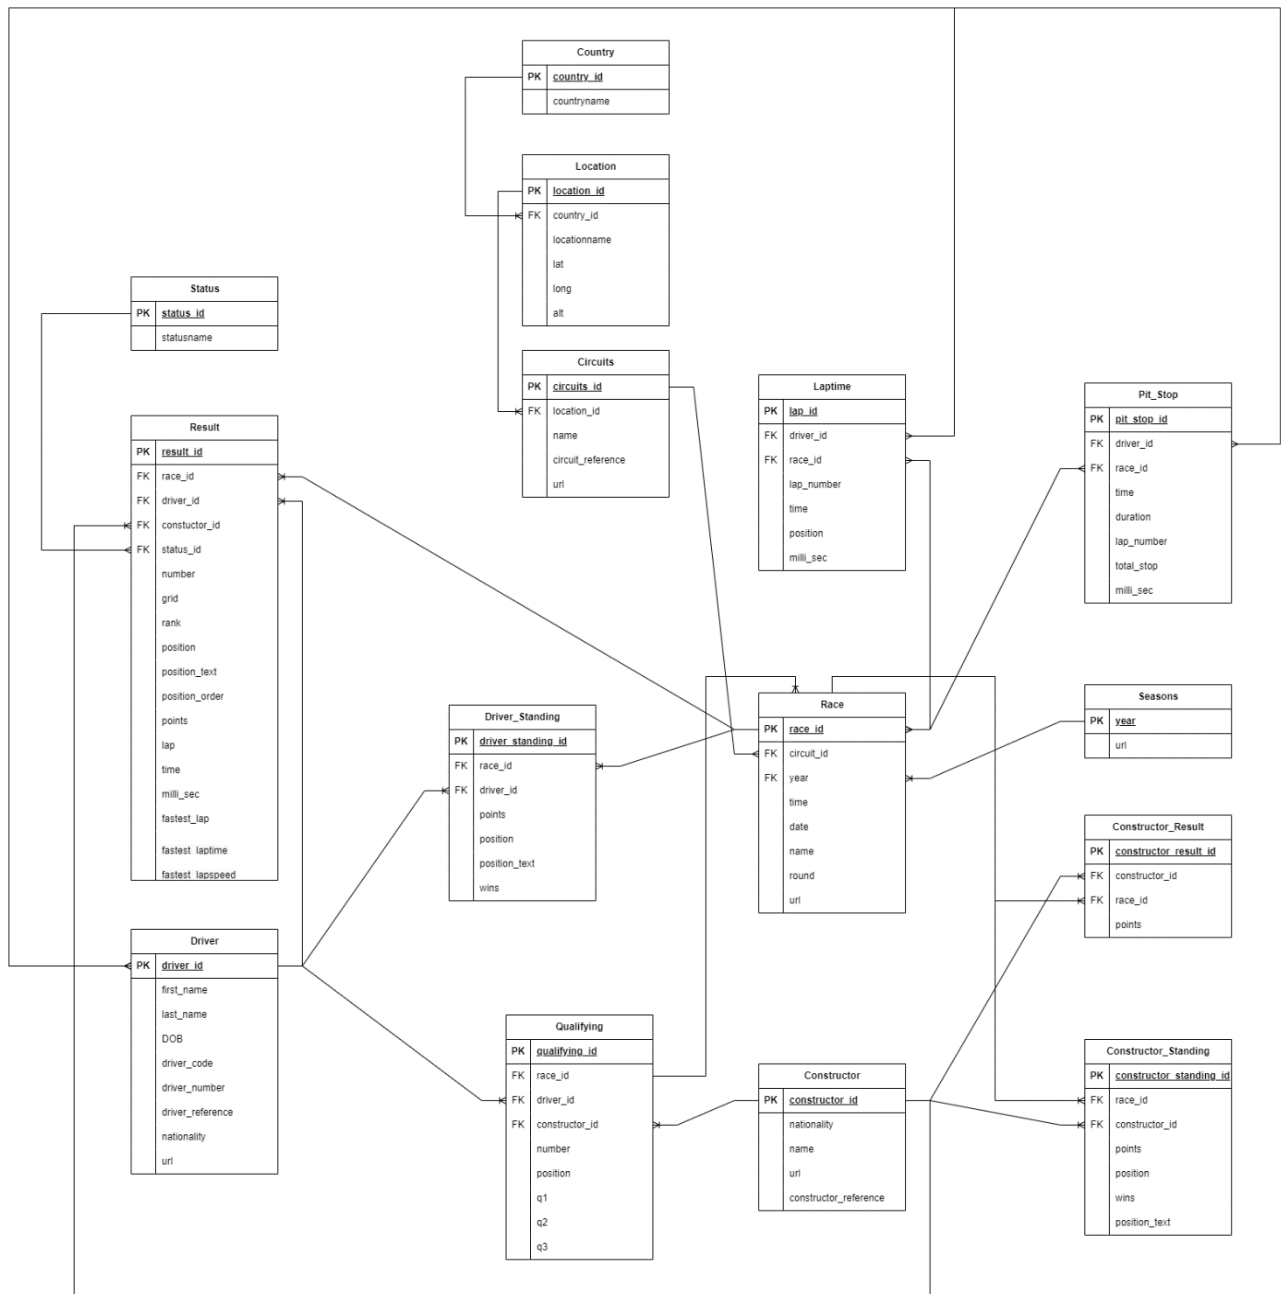 Country
PK country_id
countryname
Location
PK location_id
FK country_id
locationname
lat
long
alt
Status
PK status_id
statusname
Circuits
PK circuits_id
FK location_id
name
circuit_reference
url
Laptime
PK lap_id
FK driver_id
FK race_id
lap_number
time
position
milli_sec
Pit_Stop
PK pit_stop_id
FK driver_id
FK race_id
time
duration
lap_number
total_stop
milli_sec
Result
PK result_id
FK race_id
FK driver_id
FK constuctor_id
FK status_id
number
grid
rank
position
position_text
position_order
points
lap
time
milli_sec
fastest_lap
fastest_laptime
fastest_lapspeed
Driver_Standing
PK driver_standing_id
FK race_id
FK driver_id
points
position
position_text
wins
Race
PK race_id
FK circuit_id
FK year
time
date
name
round
url
Seasons
PK year
url
Constructor_Result
PK constructor_result_id
FK constructor_id
FK race_id
points
Driver
PK driver_id
first_name
last_name
DOB
driver_code
driver_number
driver_reference
nationality
url
Qualifying
PK qualifying_id
FK race_id
FK driver_id
FK constructor_id
number
position
q1
q2
q3
Constructor
PK constructor_id
nationality
name
url
constructor_reference
Constructor_Standing
PK constructor_standing_id
FK race_id
FK constructor_id
points
position
wins
position_text